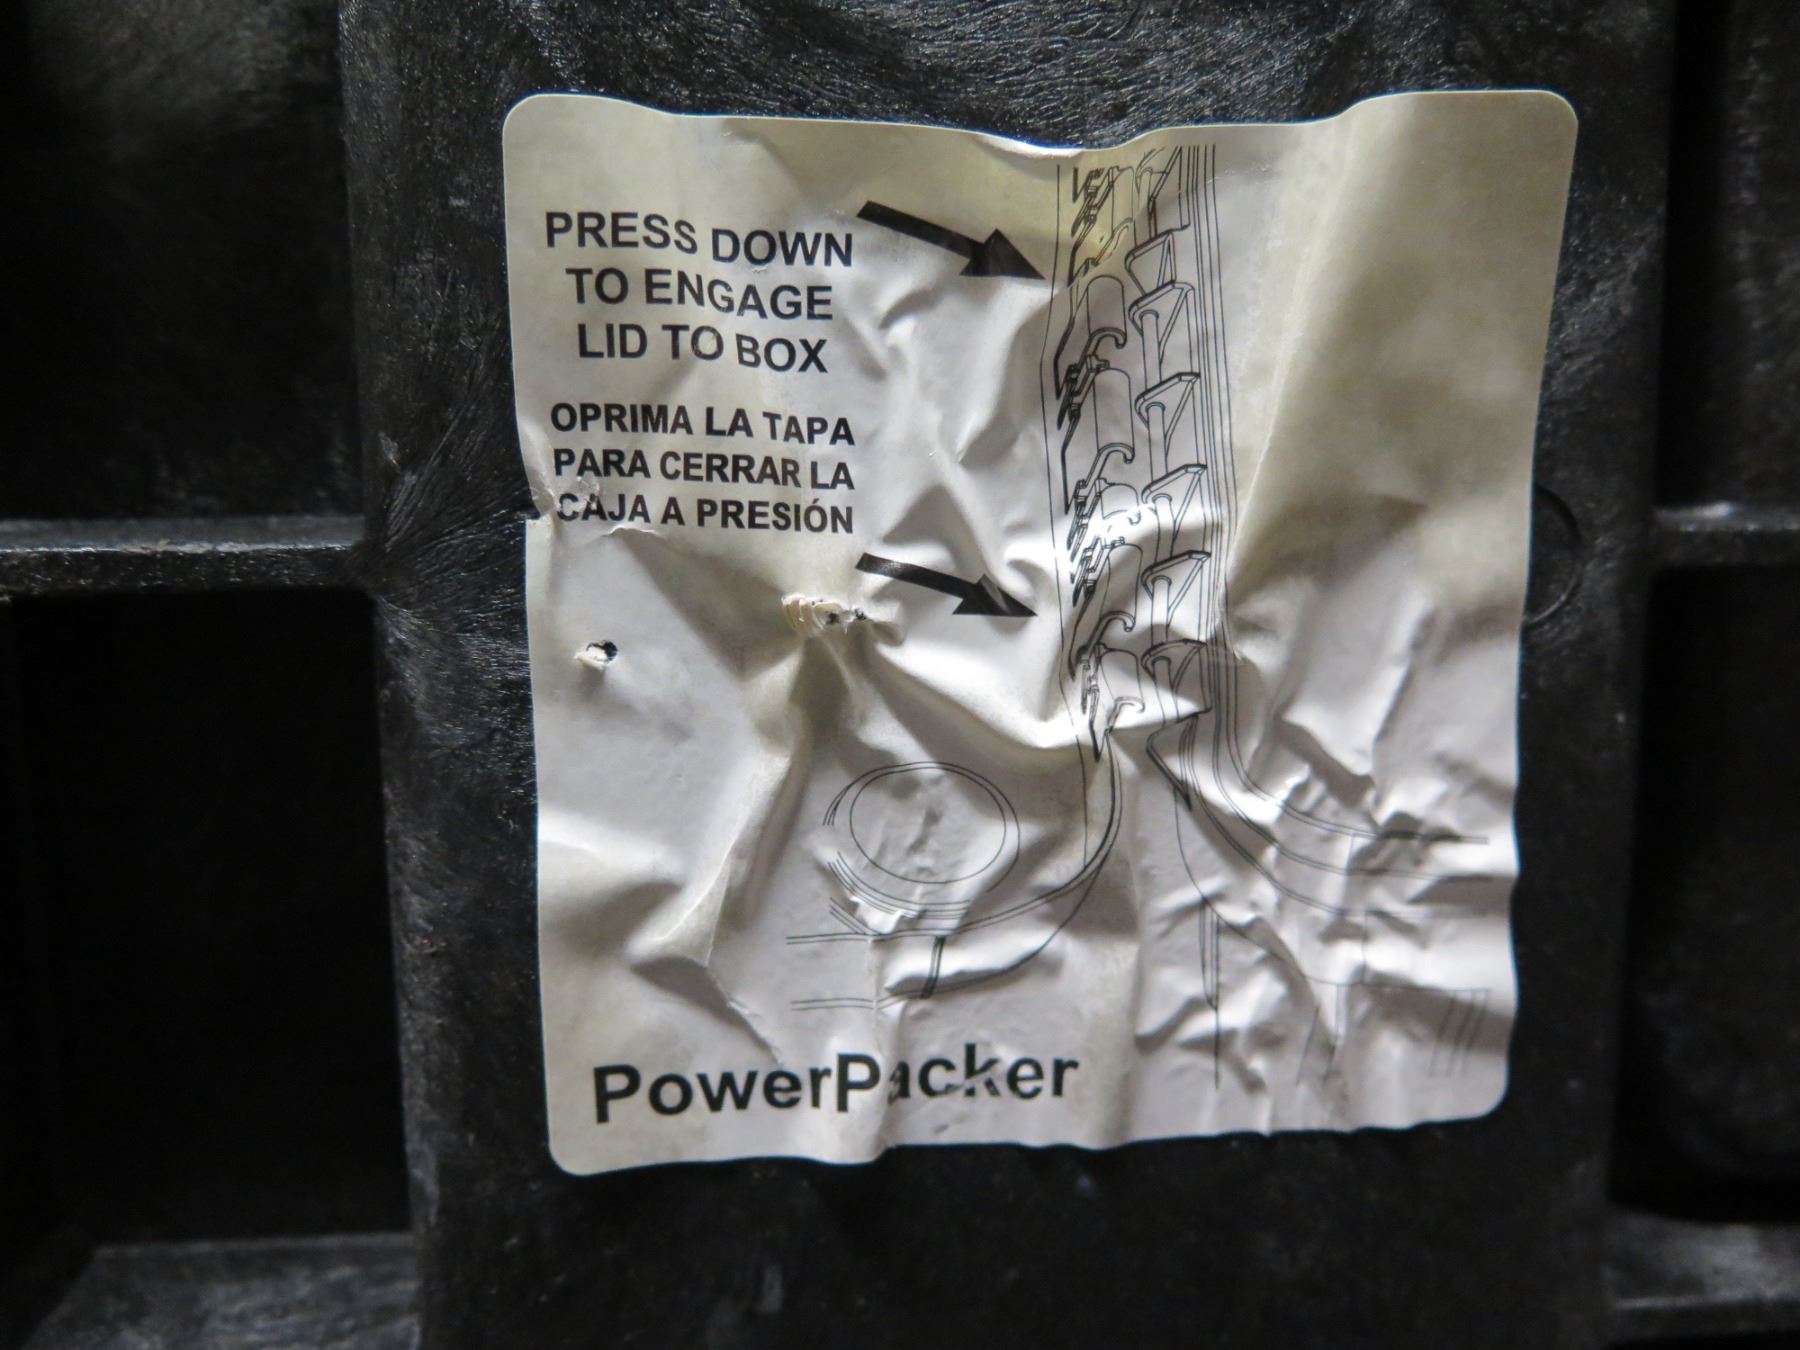 PRESS DOWN
TO ENGAGE
LID TO BOX
OPRIMA LA TAPA
PARA CERRAR LA
CAJA A PRESIÓN
PowerPacker